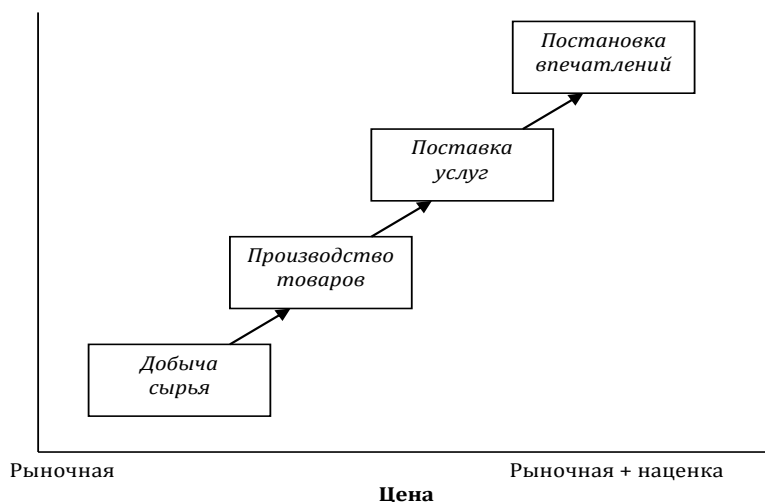 Постановка
впечатлений
Поставка
услуг
Производство
товаров
Добыча
сырья
Рыночная
Рыночная + наценка
Цена